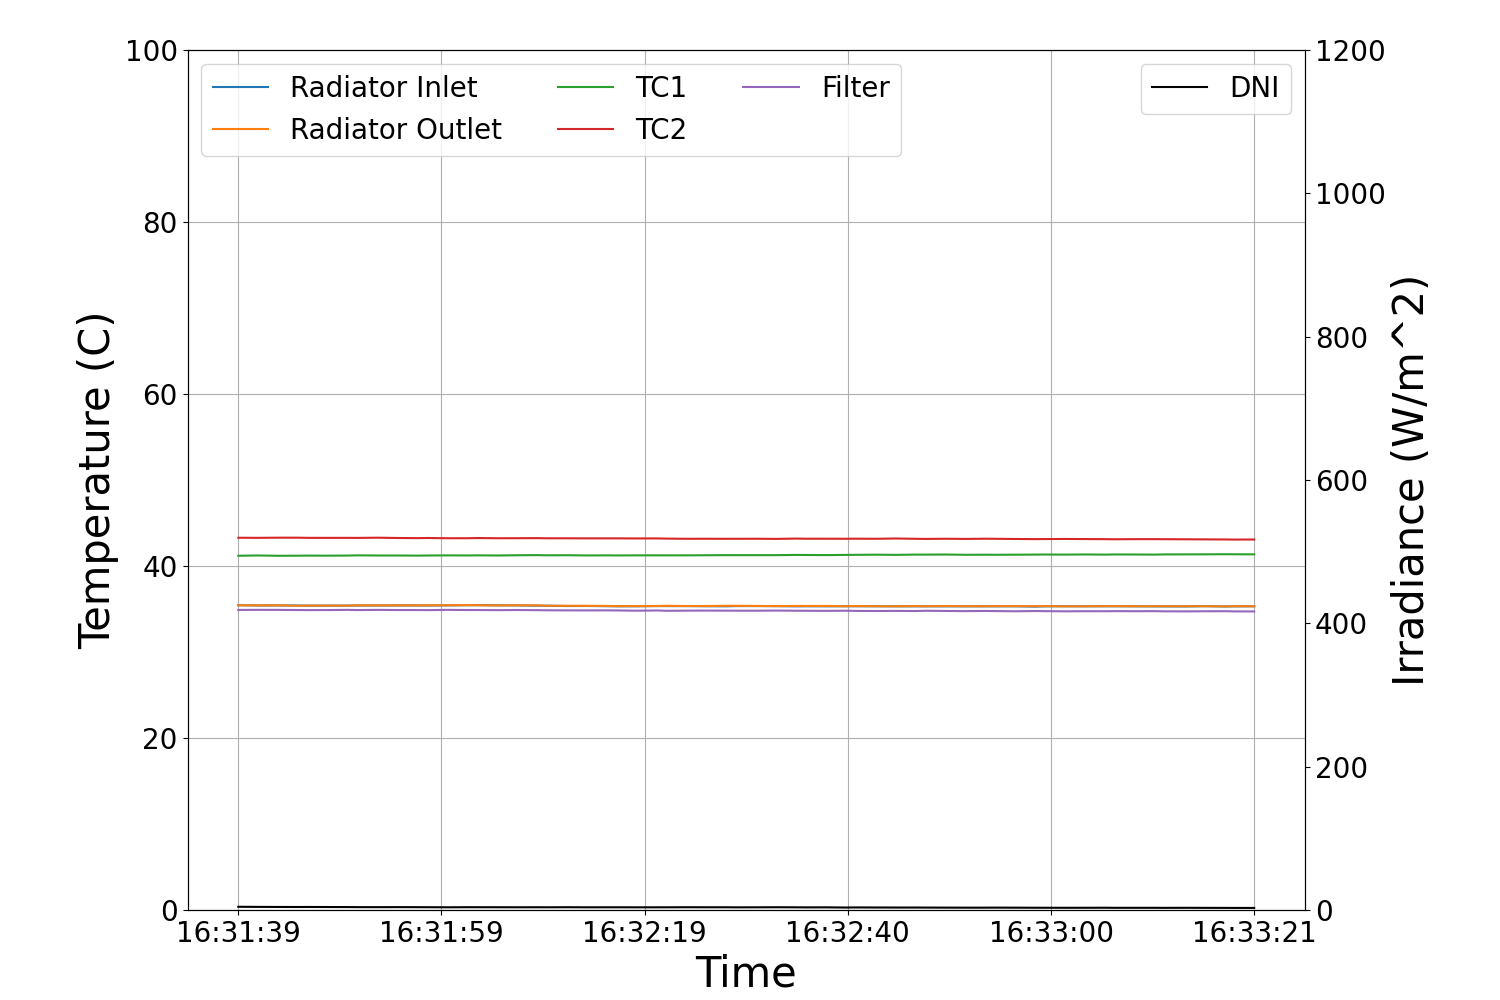 100
80
60
40
20
0
Temperature (C)
Radiator Inlet
Radiator Outlet
TC1
TC2
Filter
DNI
1200
1000
800
600
400
200
0
Irradiance (W/m^2)
16:31:39 16:31:59 16:32:19 16:32:40 16:33:00 16:33:21
Time